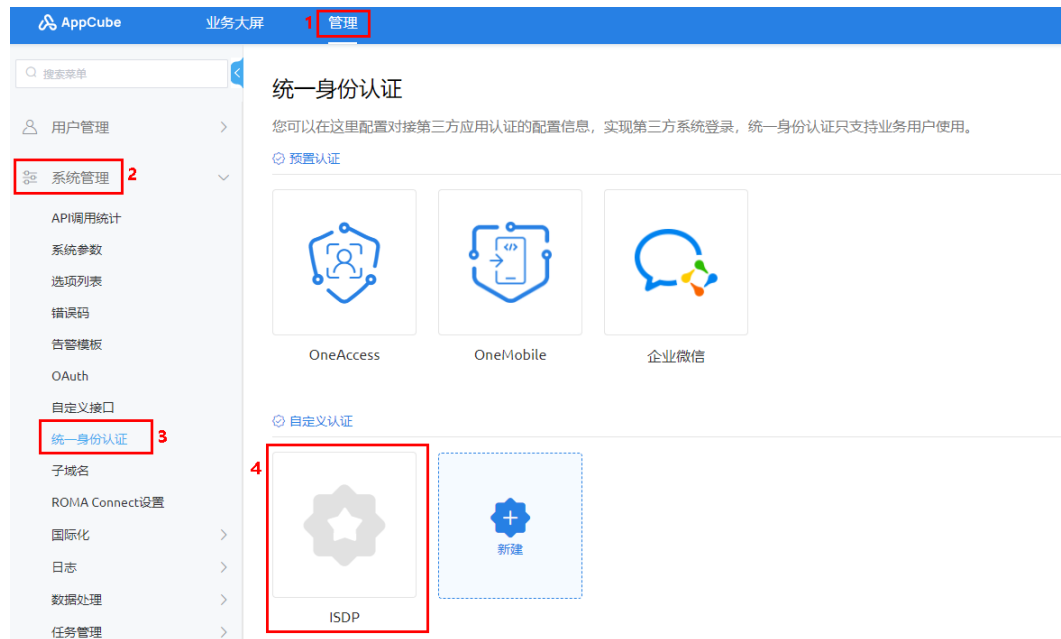 AppCube 业务大屏 1 管理
搜索菜单
用户管理
系统管理 2
API调用统计
系统参数
选项列表
错误码
告警模板
OAuth
自定义接口
统一身份认证 3
子域名
ROMA Connect设置
国际化
日志
数据处理
任务管理
统一身份认证
您可以在这里配置对接第三方应用认证的配置信息，实现第三方系统登录，统一身份认证只支持业务用户使用。
预置认证
OneAccess OneMobile 企业微信
自定义认证
4
</> 
新建
ISDP